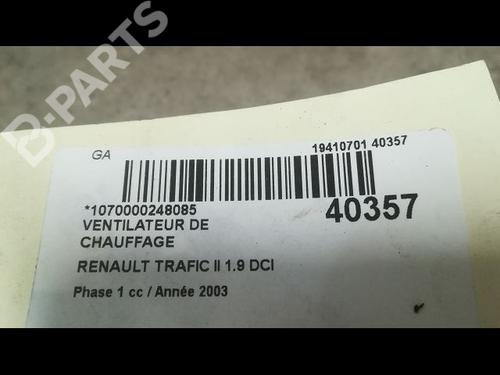 B-PARTS
GA
19410701 40357
*1070000248085
40357
VENTILATEUR DE
CHAUFFAGE
RENAULT TRAFIC II 1.9 DCI
Phase 1 cc / Année 2003